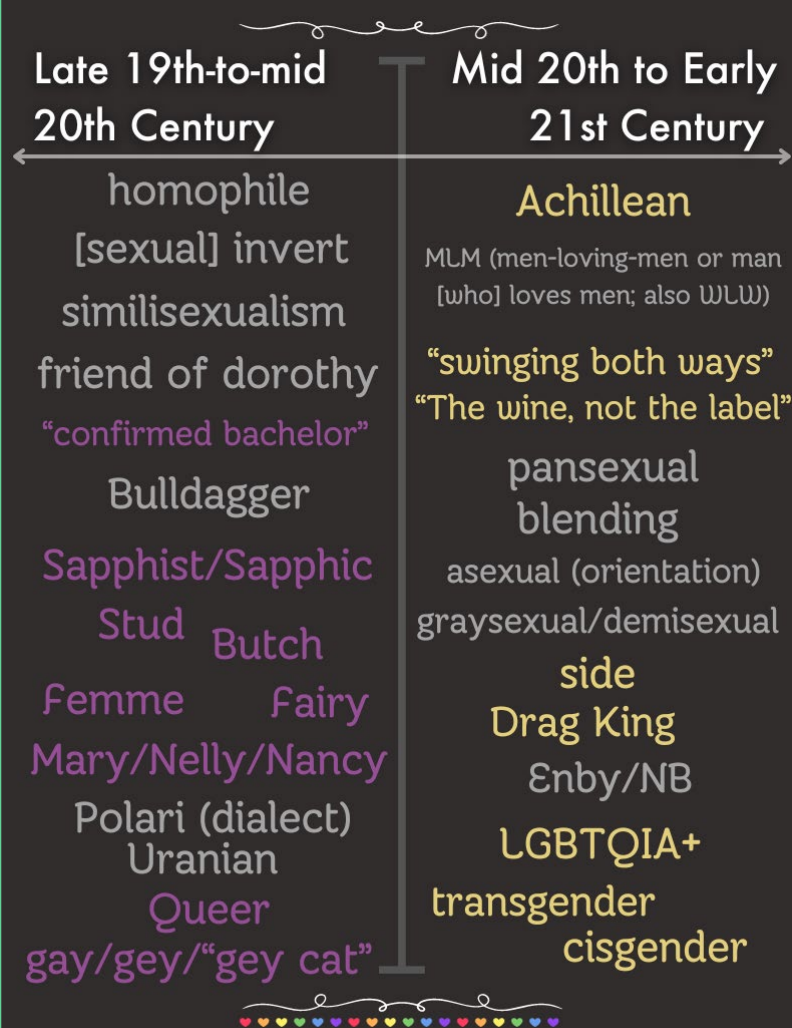 Late 19th-to-mid
20th Century
homophile
[sexual] invert
similisexualism
friend of dorothy
“confirmed bachelor”
Bulldagger
Sapphist/Sapphic
Stud
Butch
Femme
Fairy
Mary/Nelly/Nancy
Polari (dialect)
Uranian
Queer
gay/gey/“gey cat”
Mid 20th to Early
21st Century
Achillean
MLM (men-loving-men or man
[who] loves men; also WLW)
“swinging both ways”
“The wine, not the label”
pansexual
blending
asexual (orientation)
graysexual/demisexual
side
Drag King
Enby/NB
LGBTQIA+
transgender
cisgender